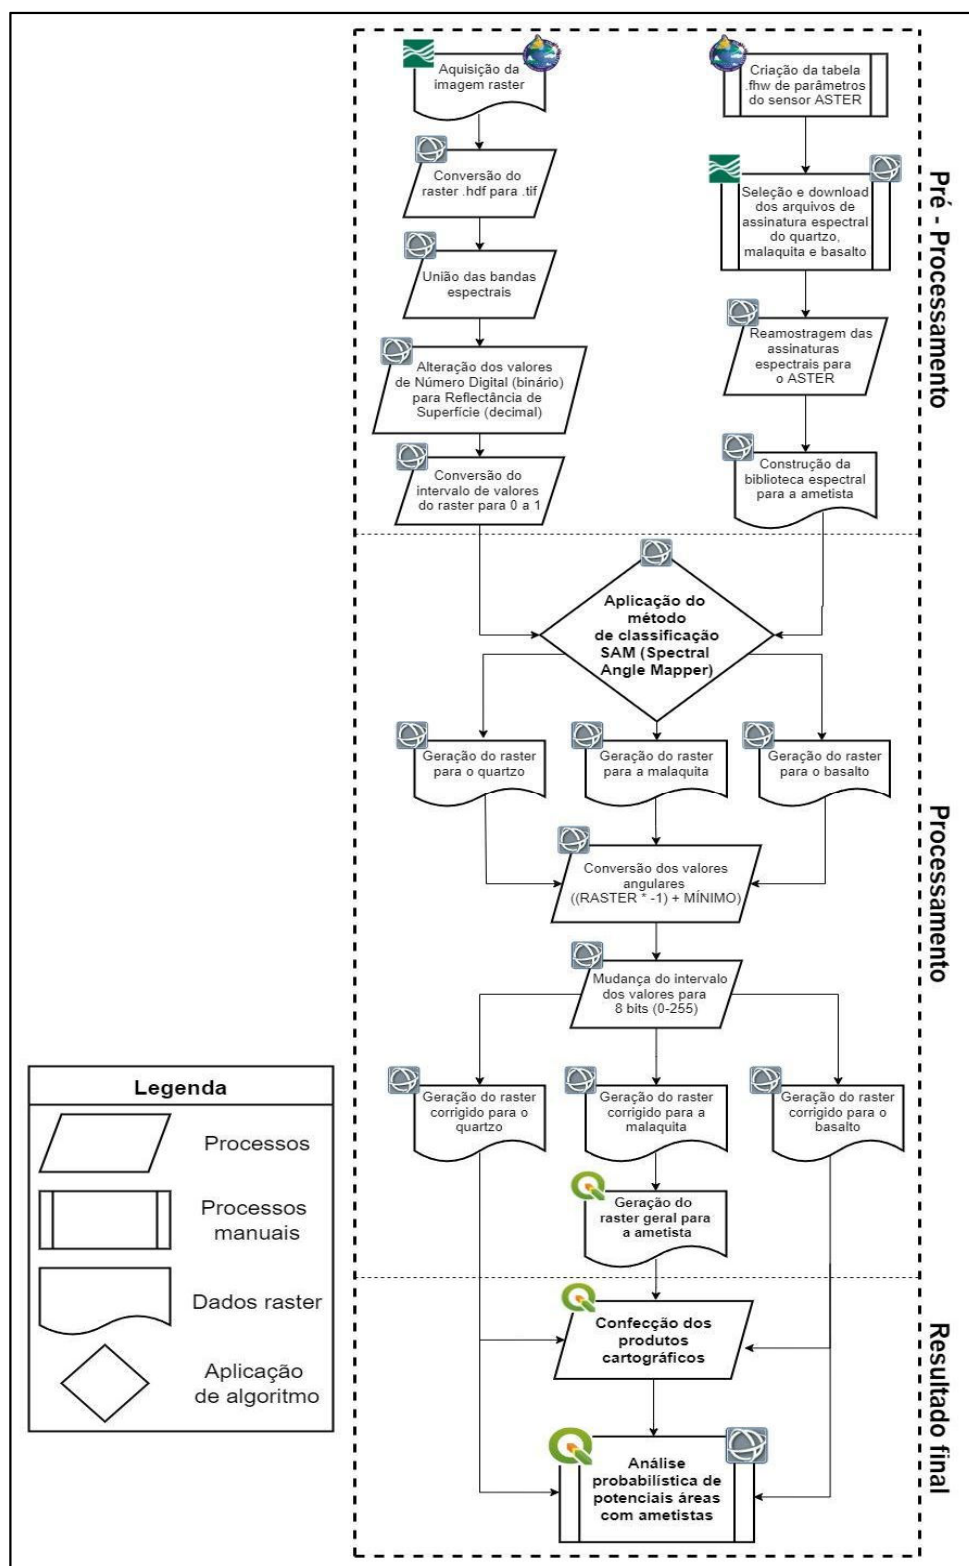 Aquisição da
imagem raster
Criação da tabela
.fhw de parâmetros
do sensor ASTER
Conversão do
raster .hdf para .tif
Seleção e download
dos arquivos de
assinatura espectral
do quartzo,
malaquita e basalto
União das bandas
espectrais
Reamostragem das
assinaturas
espectrais para
o ASTER
Alteração dos valores
de Número Digital (binário)
para Reflectância de
Superfície (decimal)
Conversão do
intervalo de valores
do raster para 0 a 1
Construção da
biblioteca espectral
para a ametista
Pré - Processamento
Aplicação do
método
de classificação
SAM (Spectral
Angle Mapper)
Geração do raster
para o quartzo
Geração do raster
para a malaquita
Geração do raster
para o basalto
Conversão dos valores
angulares
((RASTER * -1) + MÍNIMO)
Mudança do intervalo
dos valores para
8 bits (0-255)
Geração do raster
corrigido para o
quartzo
Geração do raster
corrigido para a
malaquita
Geração do raster
corrigido para o
basalto
Geração do
raster geral para
a ametista
Processamento
Confecção dos
produtos
cartográficos
Análise
probabilística de
potenciais áreas
com ametistas
Resultado final
Legenda
Processos
Processos
manuais
Dados raster
Aplicação
de algoritmo